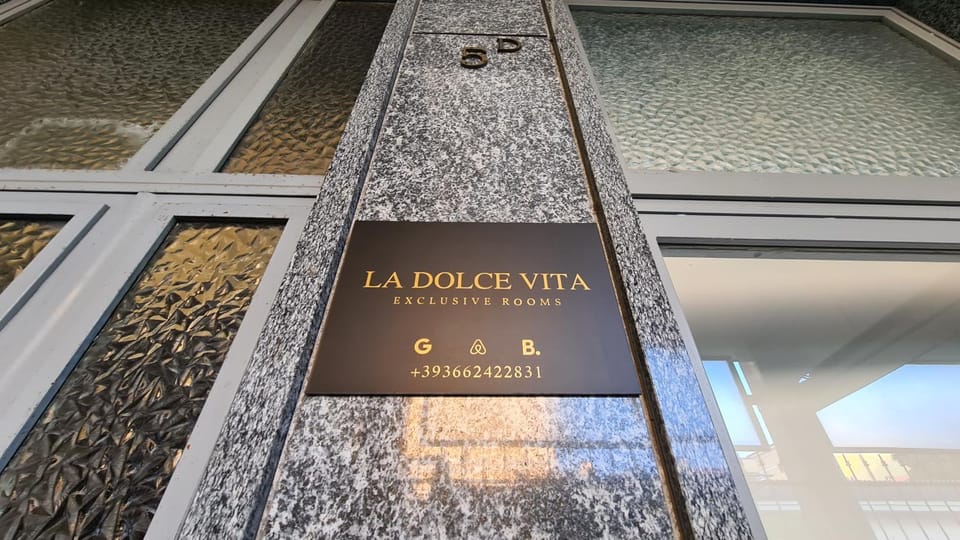 5D
LA DOLCE VITA
EXCLUSIVE ROOMS
G B.
+393662422831